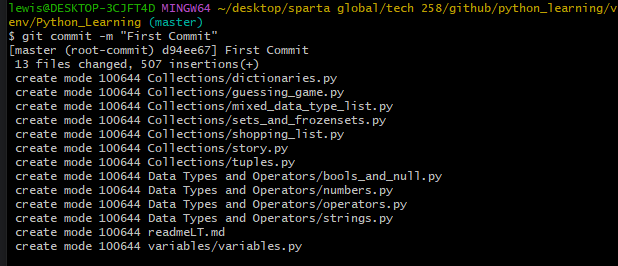 lewis@DESKTOP-3CJFT4D MINGW64 ~/desktop/sparta global/tech 258/github/python_learning/v
env/Python_Learning (master)
$ git commit -m "First Commit"
[master (root-commit) d94ee67] First Commit
 13 files changed, 507 insertions(+)
 create mode 100644 Collections/dictionaries.py
 create mode 100644 Collections/guessing_game.py
 create mode 100644 Collections/mixed_data_type_list.py
 create mode 100644 Collections/sets_and_frozensets.py
 create mode 100644 Collections/shopping_list.py
 create mode 100644 Collections/story.py
 create mode 100644 Collections/tuples.py
 create mode 100644 Data Types and Operators/bools_and_null.py
 create mode 100644 Data Types and Operators/numbers.py
 create mode 100644 Data Types and Operators/operators.py
 create mode 100644 Data Types and Operators/strings.py
 create mode 100644 readmeLT.md
 create mode 100644 variables/variables.py